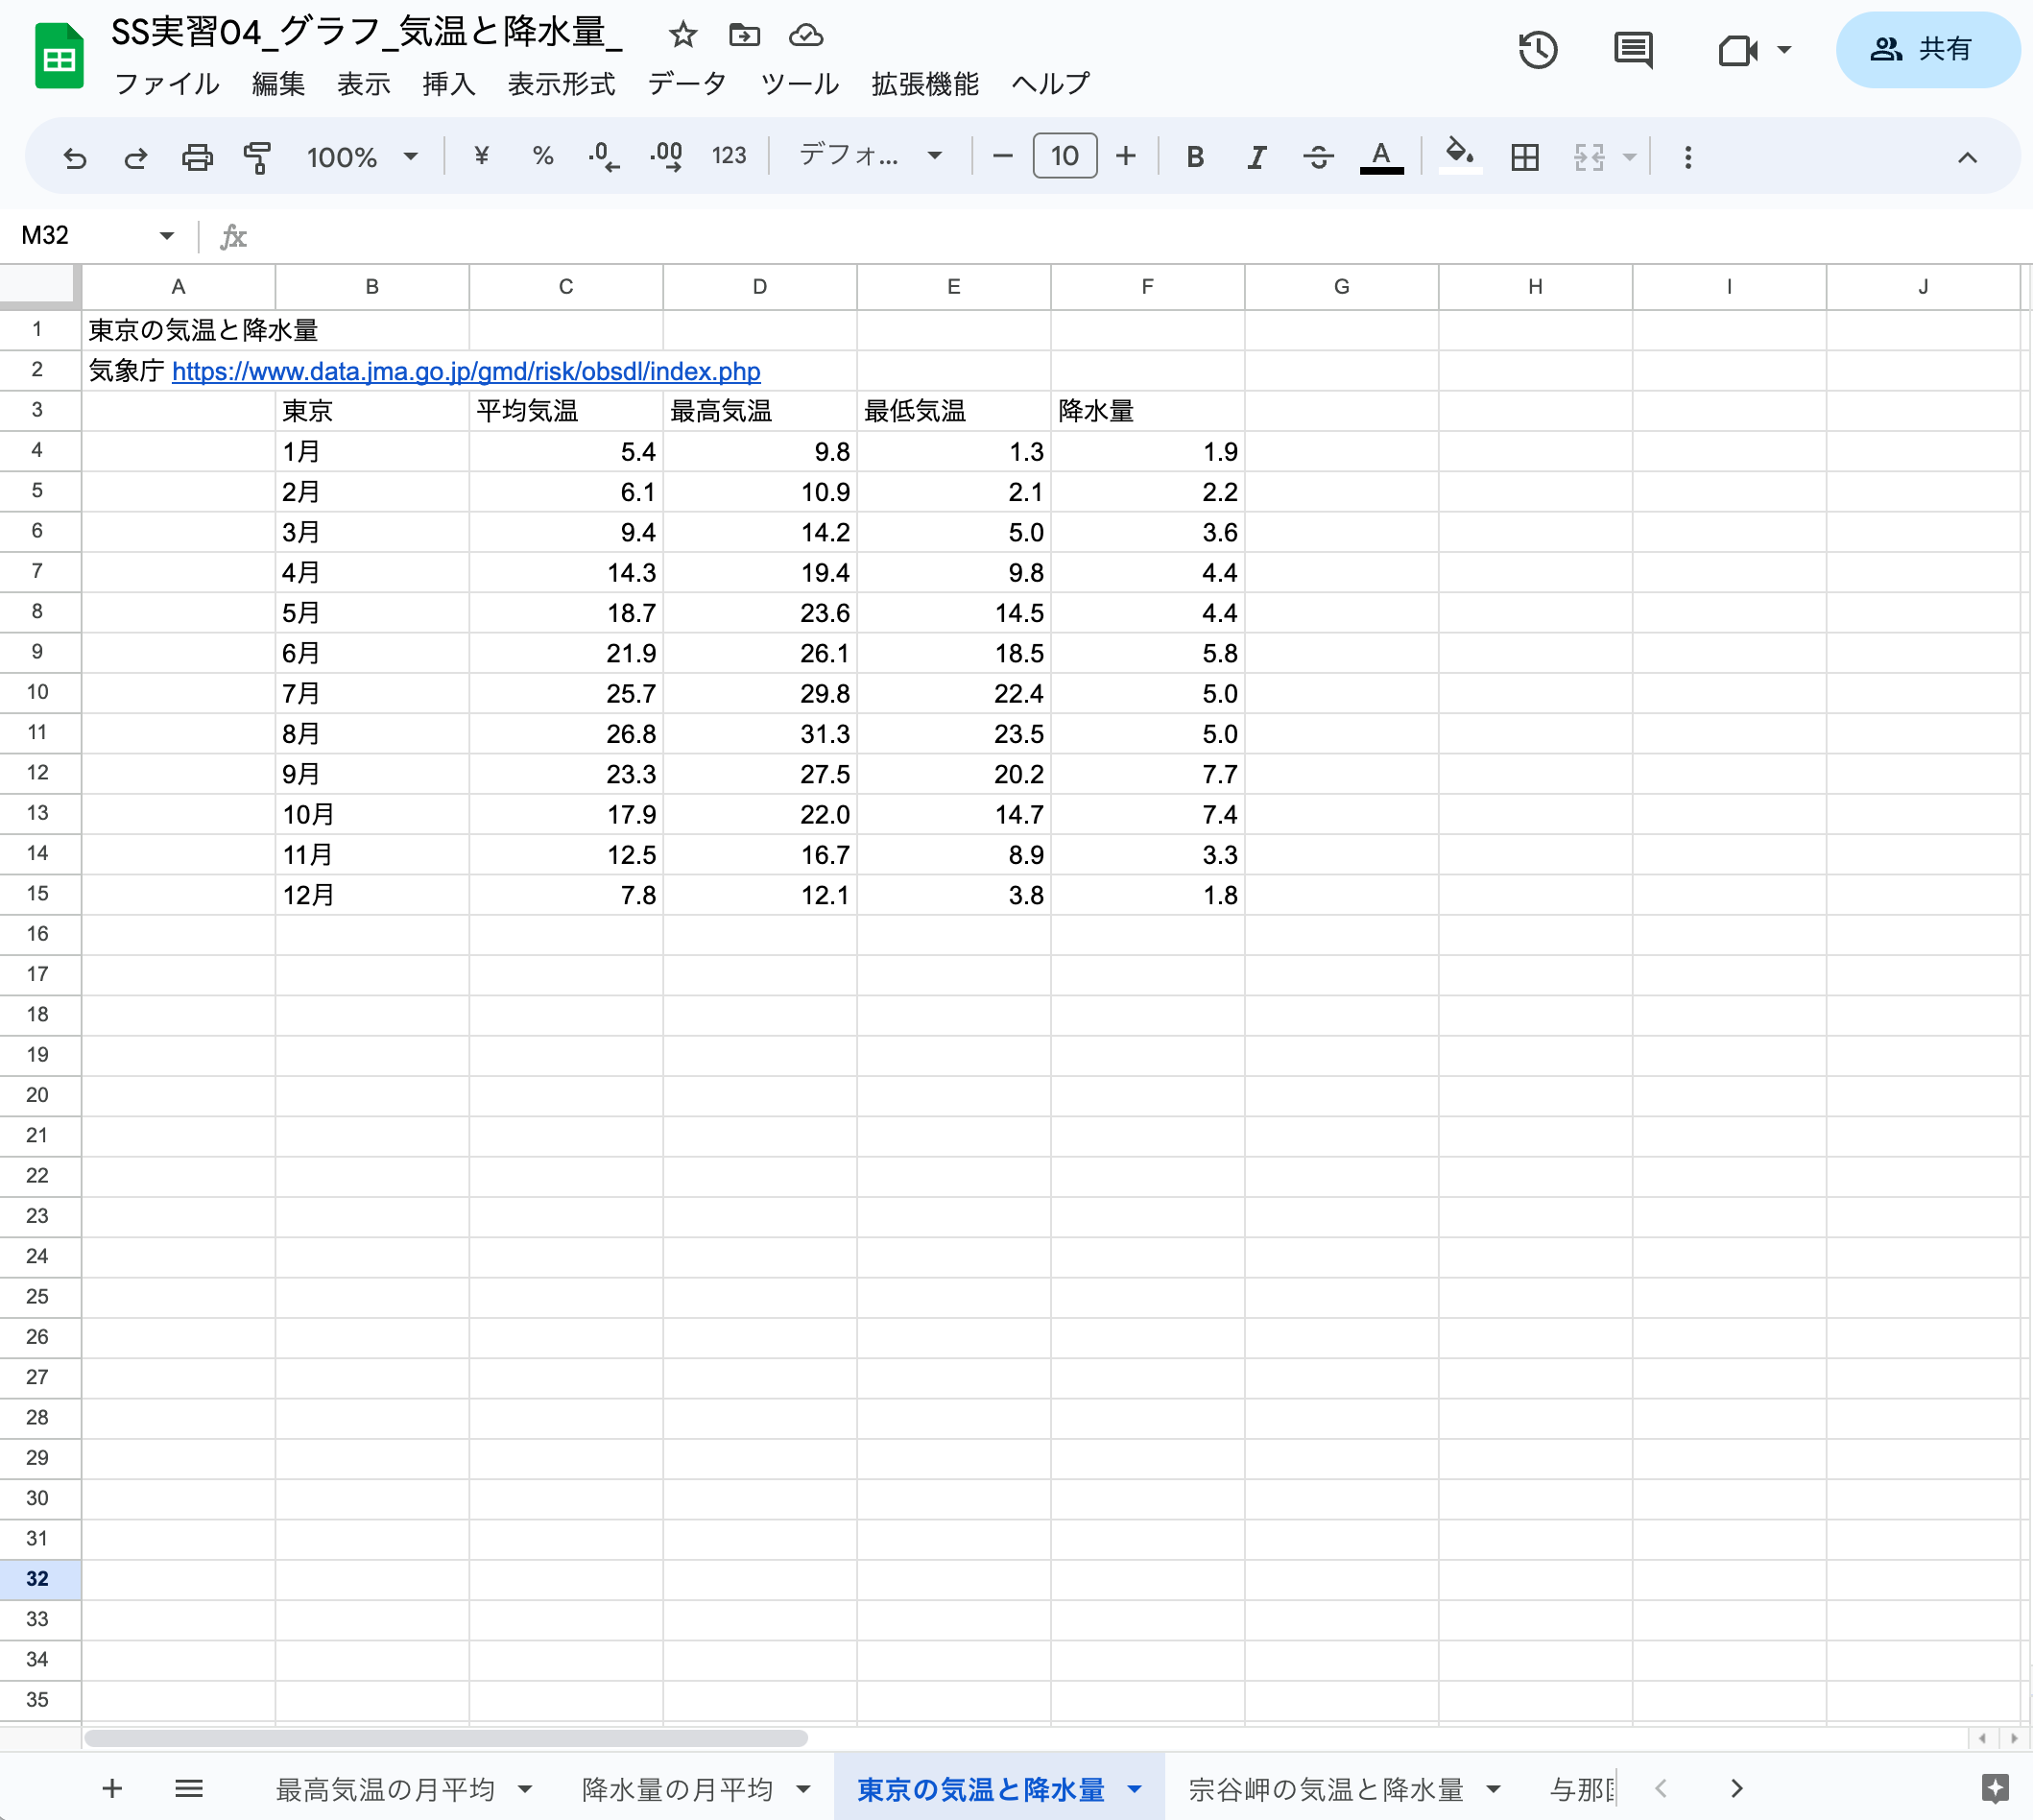 SS実習04_グラフ_気温と降水量_
共有
ファイル 編集 表示 挿入 表示形式 データ ツール 拡張機能 ヘルプ
100% ¥ % .0 .00 123 デフォ... 10 B I A
M32 fx
A B C D E F G H I J
1 東京の気温と降水量
2 気象庁 https://www.data.jma.go.jp/gmd/risk/obsdl/index.php
3 東京 平均気温 最高気温 最低気温 降水量
4 1月 5.4 9.8 1.3 1.9
5 2月 6.1 10.9 2.1 2.2
6 3月 9.4 14.2 5.0 3.6
7 4月 14.3 19.4 9.8 4.4
8 5月 18.7 23.6 14.5 4.4
9 6月 21.9 26.1 18.5 5.8
10 7月 25.7 29.8 22.4 5.0
11 8月 26.8 31.3 23.5 5.0
12 9月 23.3 27.5 20.2 7.7
13 10月 17.9 22.0 14.7 7.4
14 11月 12.5 16.7 8.9 3.3
15 12月 7.8 12.1 3.8 1.8
16
17
18
19
20
21
22
23
24
25
26
27
28
29
30
31
32
33
34
35
最高気温の月平均 降水量の月平均 東京の気温と降水量 宗谷岬の気温と降水量 与那